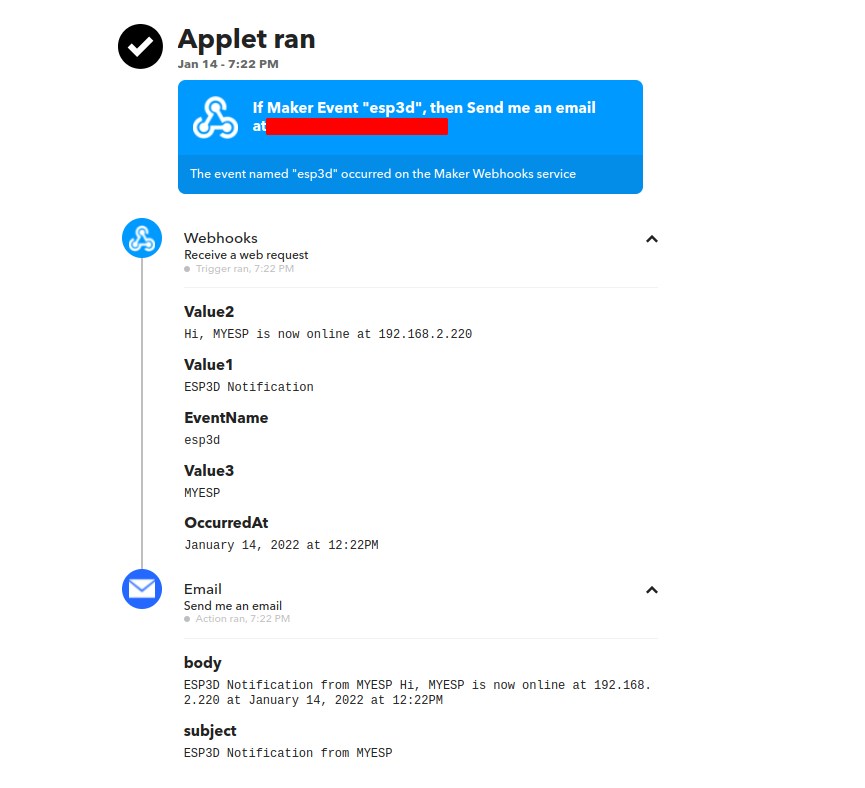 Applet ran
Jan 14 - 7:22 PM
If Maker Event "esp3d", then Send me an email
at
The event named "esp3d" occurred on the Maker Webhooks service
Webhooks
Receive a web request
Trigger ran, 7:22 PM
Value2
Hi, MYESP is now online at 192.168.2.220
Value1
ESP3D Notification
EventName
esp3d
Value3
MYESP
OccurredAt
January 14, 2022 at 12:22PM
Email
Send me an email
Action ran, 7:22 PM
body
ESP3D Notification from MYESP Hi, MYESP is now online at 192.168.
2.220 at January 14, 2022 at 12:22PM
subject
ESP3D Notification from MYESP